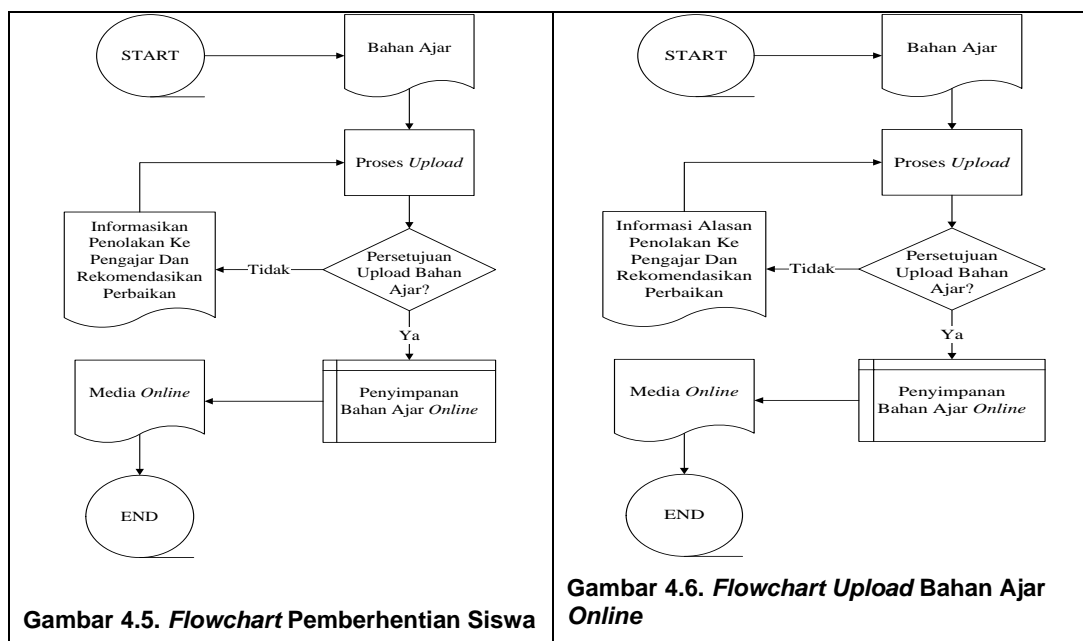 START
Bahan Ajar
Proses Upload
Informasikan
Penolakan Ke
Pengajar Dan
Rekomendasikan
Perbaikan
Tidak
Persetujuan
Upload Bahan
Ajar?
Ya
Media Online
Penyimpanan
Bahan Ajar Online
END
Gambar 4.5. Flowchart Pemberhentian Siswa
START
Bahan Ajar
Proses Upload
Informasi Alasan
Penolakan Ke
Pengajar Dan
Rekomendasikan
Perbaikan
Tidak
Persetujuan
Upload Bahan
Ajar?
Ya
Media Online
Penyimpanan
Bahan Ajar Online
END
Gambar 4.6. Flowchart Upload Bahan Ajar
Online